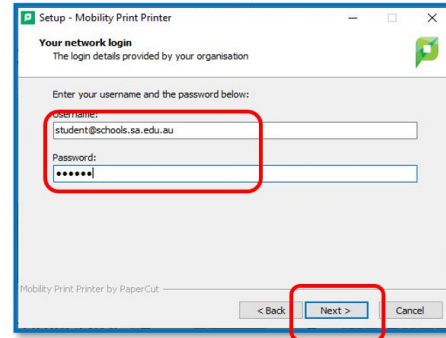 Setup - Mobility Print Printer
Your network login
The login details provided by your organisation
Enter your username and the password below:
Username:
student@schools.sa.edu.au
Password:
••••••
Mobility Print Printer by PaperCut
< Back Next > Cancel